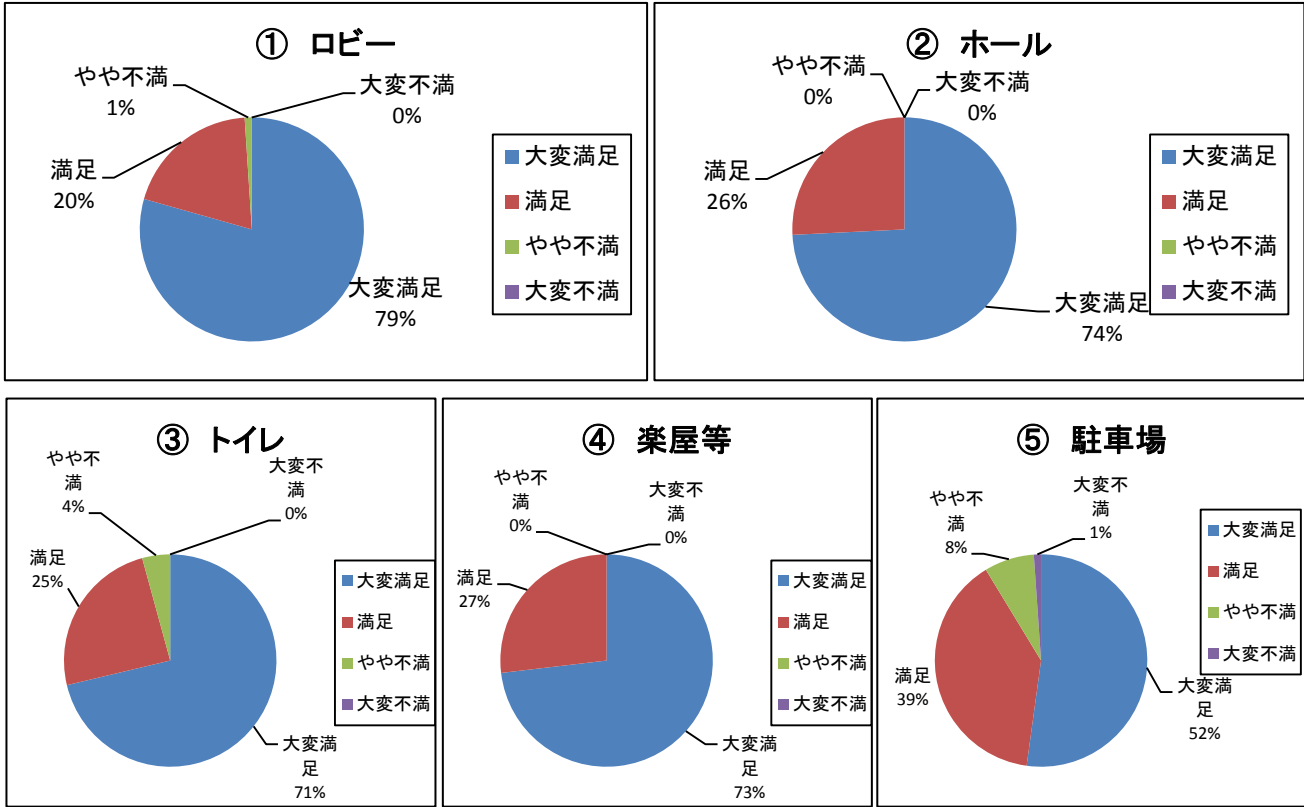 ① ロビー
やや不満
1%
大変不満
0%
満足
20%
大変満足
79%
大変満足
満足
やや不満
大変不満
② ホール
やや不満
0%
大変不満
0%
満足
26%
大変満足
74%
大変満足
満足
やや不満
大変不満
③ トイレ
やや不
満
4%
大変不
満
0%
満足
25%
大変満
足
71%
大変満足
満足
やや不満
大変不満
④ 楽屋等
やや不
満
0%
大変不
満
0%
満足
27%
大変満
足
73%
大変満足
満足
やや不満
大変不満
⑤ 駐車場
やや不
満
8%
大変不
満
1%
満足
39%
大変満
足
52%
大変満足
満足
やや不満
大変不満